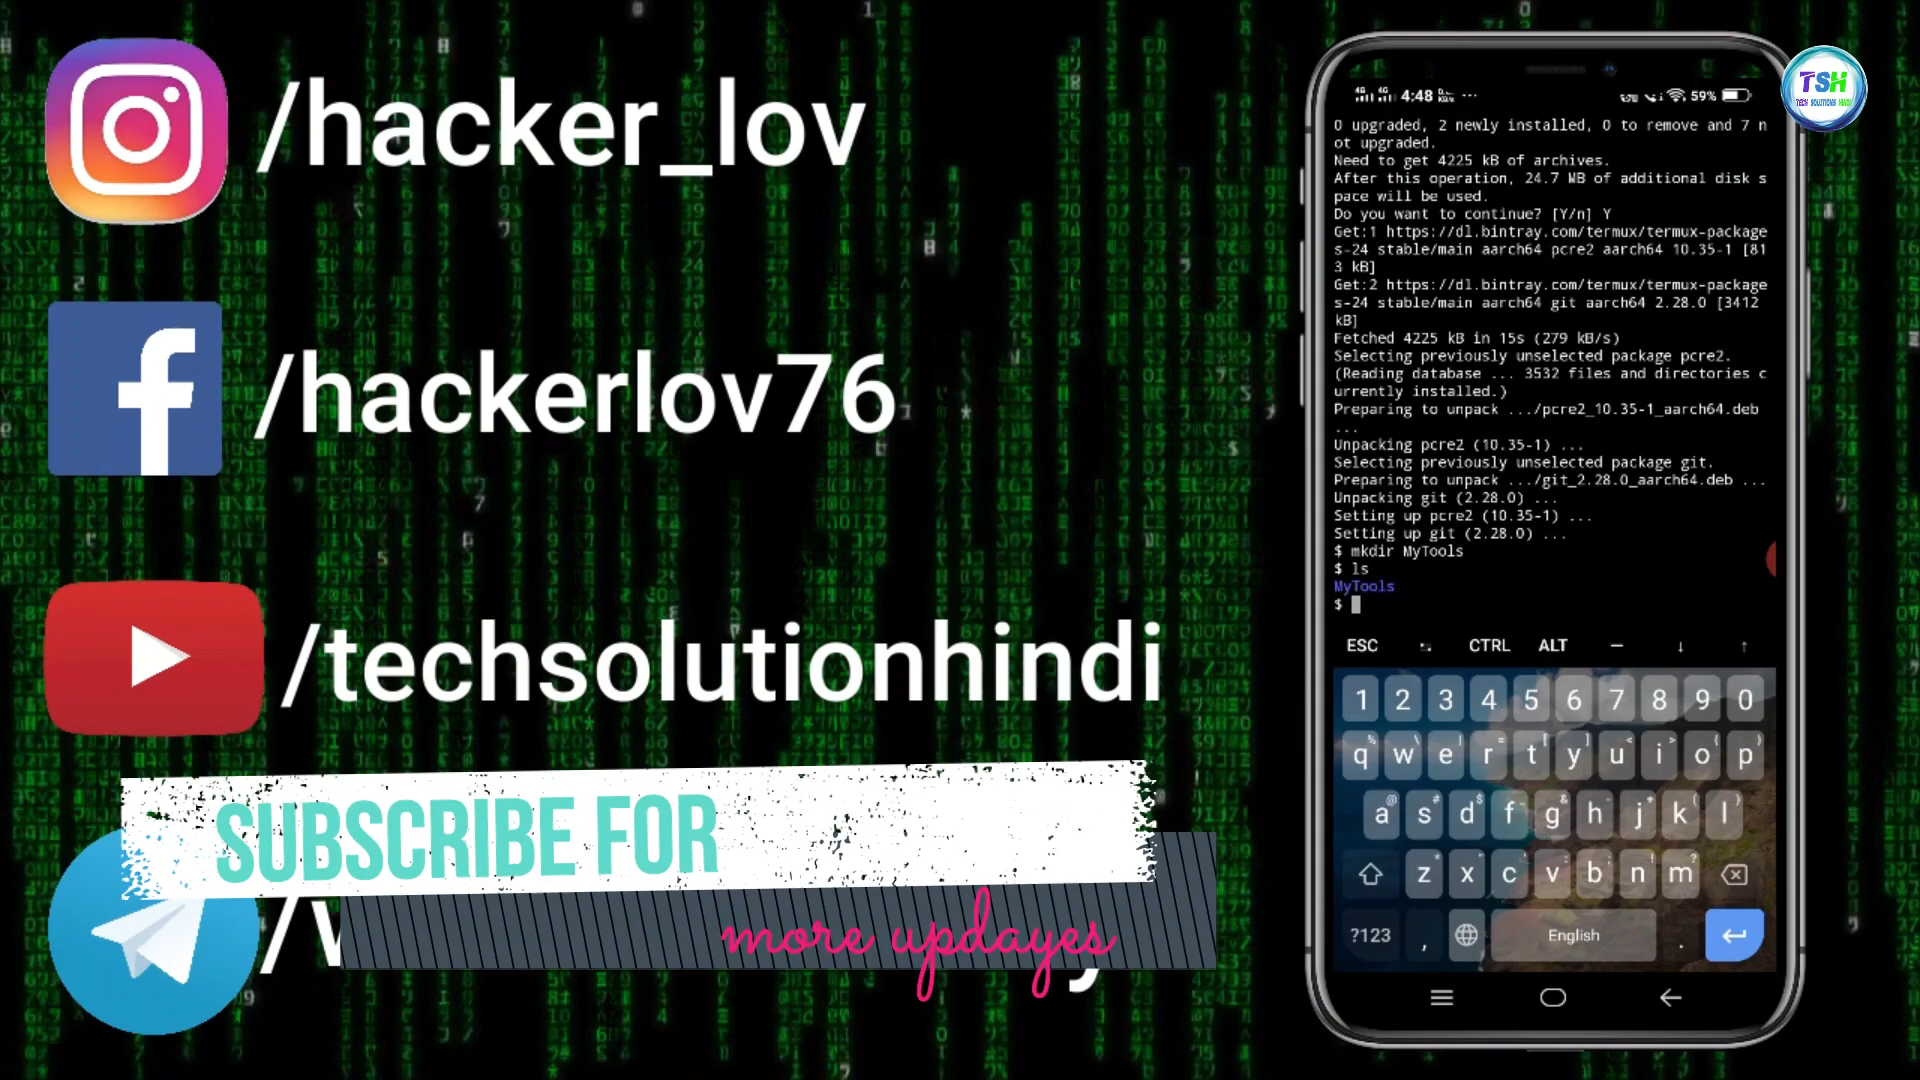 /hacker_lov
/hackerlov76
/techsolutionhindi
SUBSCRIBE FOR
more updayes
TSH
TECH SOLUTIONS HINDI
4:48
59%
0 upgraded, 2 newly installed, 0 to remove and 7 n
ot upgraded.
Need to get 4225 kB of archives.
After this operation, 24.7 MB of additional disk s
pace will be used.
Do you want to continue? [Y/n] Y
Get:1 https://dl.bintray.com/termux/termux-package
s-24 stable/main aarch64 pcre2 aarch64 10.35-1 [81
3 kB]
Get:2 https://dl.bintray.com/termux/termux-package
s-24 stable/main aarch64 git aarch64 2.28.0 [3412
kB]
Fetched 4225 kB in 15s (279 kB/s)
Selecting previously unselected package pcre2.
(Reading database ... 3532 files and directories c
urrently installed.)
Preparing to unpack .../pcre2_10.35-1_aarch64.deb
...
Unpacking pcre2 (10.35-1) ...
Selecting previously unselected package git.
Preparing to unpack .../git_2.28.0_aarch64.deb ...
Unpacking git (2.28.0) ...
Setting up pcre2 (10.35-1) ...
Setting up git (2.28.0) ...
$ mkdir MyTools
$ ls
MyTools
$
ESC CTRL ALT — ↓ ↑
1 2 3 4 5 6 7 8 9 0
q w e r t y u i o p
a s d f g h j k l
z x c v b n m
?123 , English .